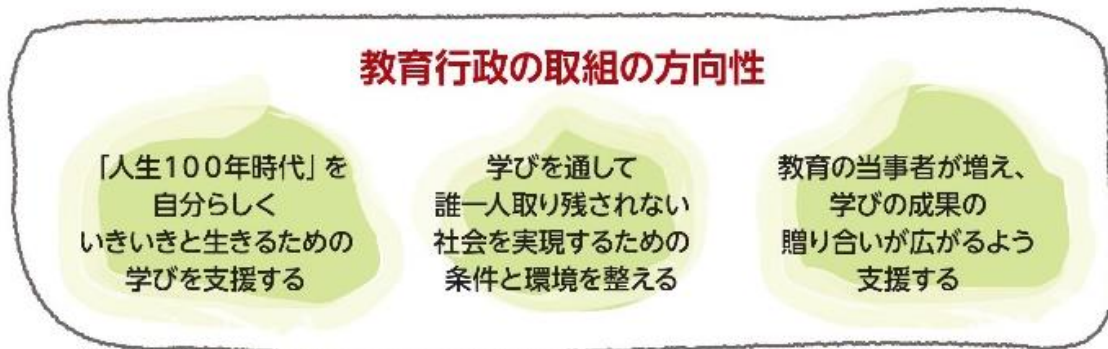 教育行政の取組の方向性
「人生100年時代」を
自分らしく
いきいきと生きるための
学びを支援する
学びを通して
誰一人取り残されない
社会を実現するための
条件と環境を整える
教育の当事者が増え、
学びの成果の
贈り合いが広がるよう
支援する